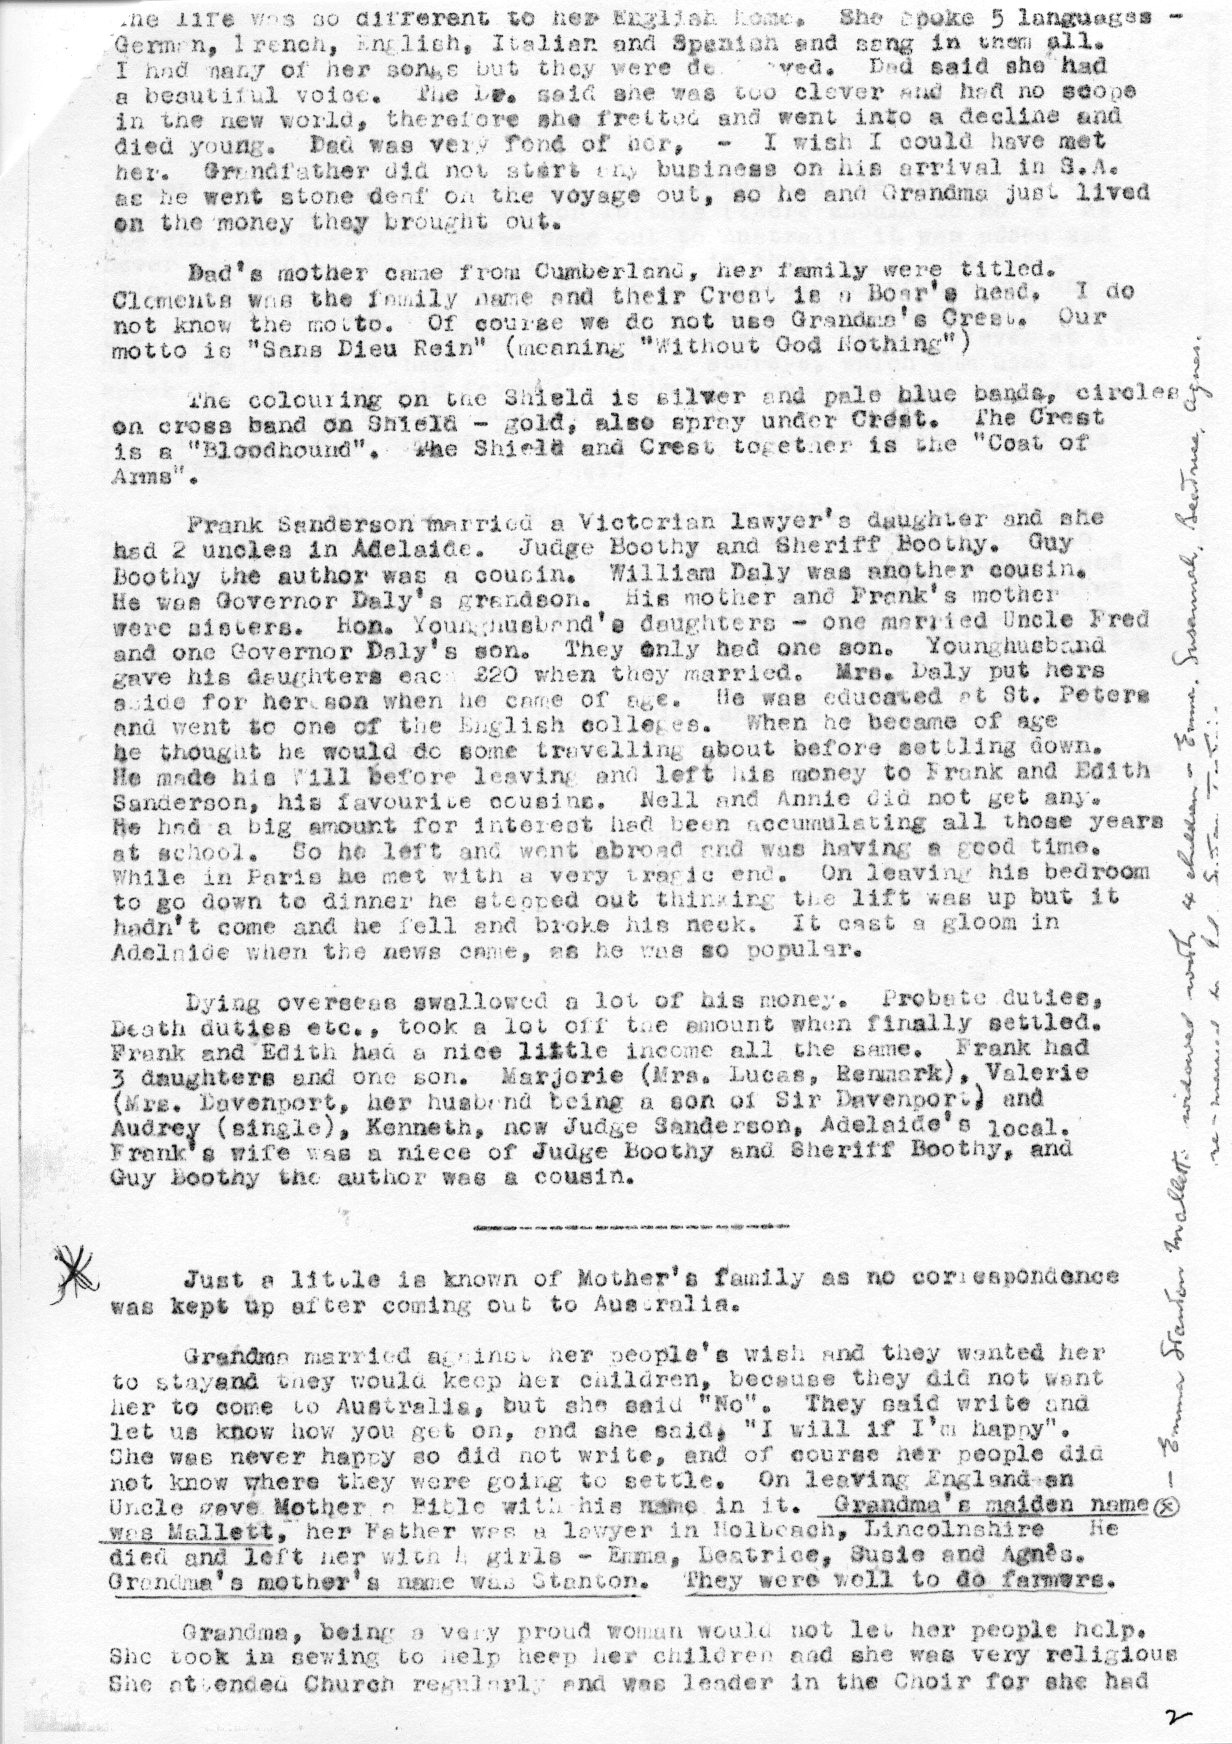 the life was so different to her English home. She spoke 5 languages -
German, French, English, Italian and Spanish and sang in them all.
I had many of her songs but they were de yed. Dad said she had
a beautiful voice. The Dr. said she was too clever and had no scope
in the new world, therefore she fretted and went into a decline and
died young. Dad was very fond of her, - I wish I could have met
her. Grandfather did not start any business on his arrival in S.A.
as he went stone deaf on the voyage out, so he and Grandma just lived
on the money they brought out.
Dad's mother came from Cumberland, her family were titled.
Clements was the family name and their Crest is a Boar's head. I do
not know the motto. Of course we do not use Grandma's Crest. Our
motto is "Sans Dieu Rein" (meaning "Without God Nothing")
The colouring on the Shield is silver and pale blue bands, circles
on cross band on Shield - gold, also spray under Crest. The Crest
is a "Bloodhound". The Shield and Crest together is the "Coat of
Arms".
Frank Sanderson married a Victorian lawyer's daughter and she
had 2 uncles in Adelaide. Judge Boothy and Sheriff Boothy. Guy
Boothy the author was a cousin. William Daly was another cousin.
He was Governor Daly's grandson. His mother and Frank's mother
were sisters. Hon. Younghusband's daughters - one married Uncle Fred
and one Governor Daly's son. They only had one son. Younghusband
gave his daughters each £20 when they married. Mrs. Daly put hers
aside for her son when he came of age. He was educated at St. Peters
and went to one of the English colleges. When he became of age
he thought he would do some travelling about before settling down.
He made his Will before leaving and left his money to Frank and Edith
Sanderson, his favourite cousins. Nell and Annie did not get any.
He had a big amount for interest had been accumulating all those years
at school. So he left and went abroad and was having a good time.
While in Paris he met with a very tragic end. On leaving his bedroom
to go down to dinner he stepped out thinking the lift was up but it
hadn't come and he fell and broke his neck. It cast a gloom in
Adelaide when the news came, as he was so popular.
Dying overseas swallowed a lot of his money. Probate duties,
Death duties etc., took a lot off the amount when finally settled.
Frank and Edith had a nice little income all the same. Frank had
3 daughters and one son. Marjorie (Mrs. Lucas, Renmark), Valerie
(Mrs. Davenport, her husband being a son of Sir Davenport) and
Audrey (single), Kenneth, now Judge Sanderson, Adelaide's local.
Frank's wife was a niece of Judge Boothy and Sheriff Boothy, and
Guy Boothy the author was a cousin.
Just a little is known of Mother's family as no correspondence
was kept up after coming out to Australia.
Grandma married against her people's wish and they wanted her
to stayand they would keep her children, because they did not want
her to come to Australia, but she said "No". They said write and
let us know how you get on, and she said, "I will if I'm happy".
She was never happy so did not write, and of course her people did
not know where they were going to settle. On leaving England an
Uncle gave Mother a Bible with his name in it. Grandma's maiden name
was Mallett, her Father was a lawyer in Holbeach, Lincolnshire He
died and left her with 4 girls - Emma, Beatrice, Susie and Agnes.
Grandma's mother's name was Stanton. They were well to do farmers.
Grandma, being a very proud woman would not let her people help.
She took in sewing to help heep her children and she was very religious
She attended Church regularly and was leader in the Choir for she had
2
- Emma Stanton Mallett widowed with 4 children - Emma, Susannah, Beatrice, Agnes.
re-married to